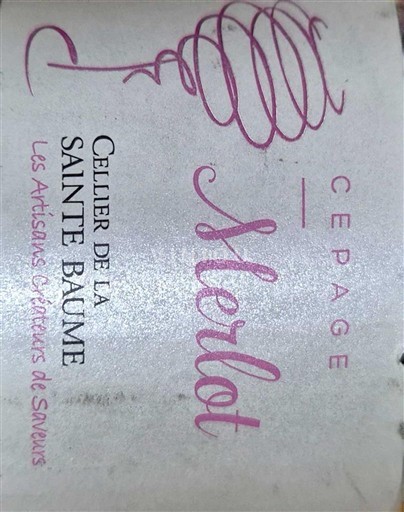 CEPAGE
Merlot
CELLIER DE LA
SAINTE BAUME
Les Artisans Créateurs de Saveurs